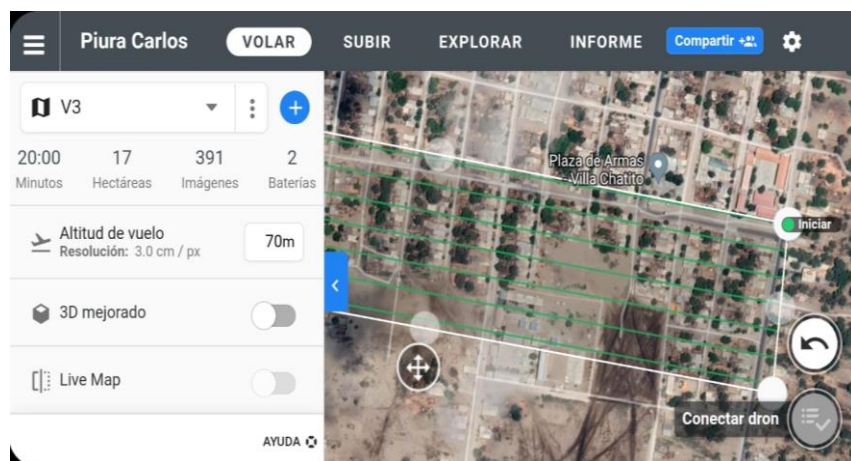 Piura Carlos
VOLAR
SUBIR
EXPLORAR
INFORME
Compartir
V3
20:00
17
391
2
Minutos
Hectáreas
Imágenes
Baterías
Altitud de vuelo
Resolución: 3.0 cm / px
70m
3D mejorado
Live Map
AYUDA
Plaza de Armas
- Villa Chatito
Iniciar
Conectar dron